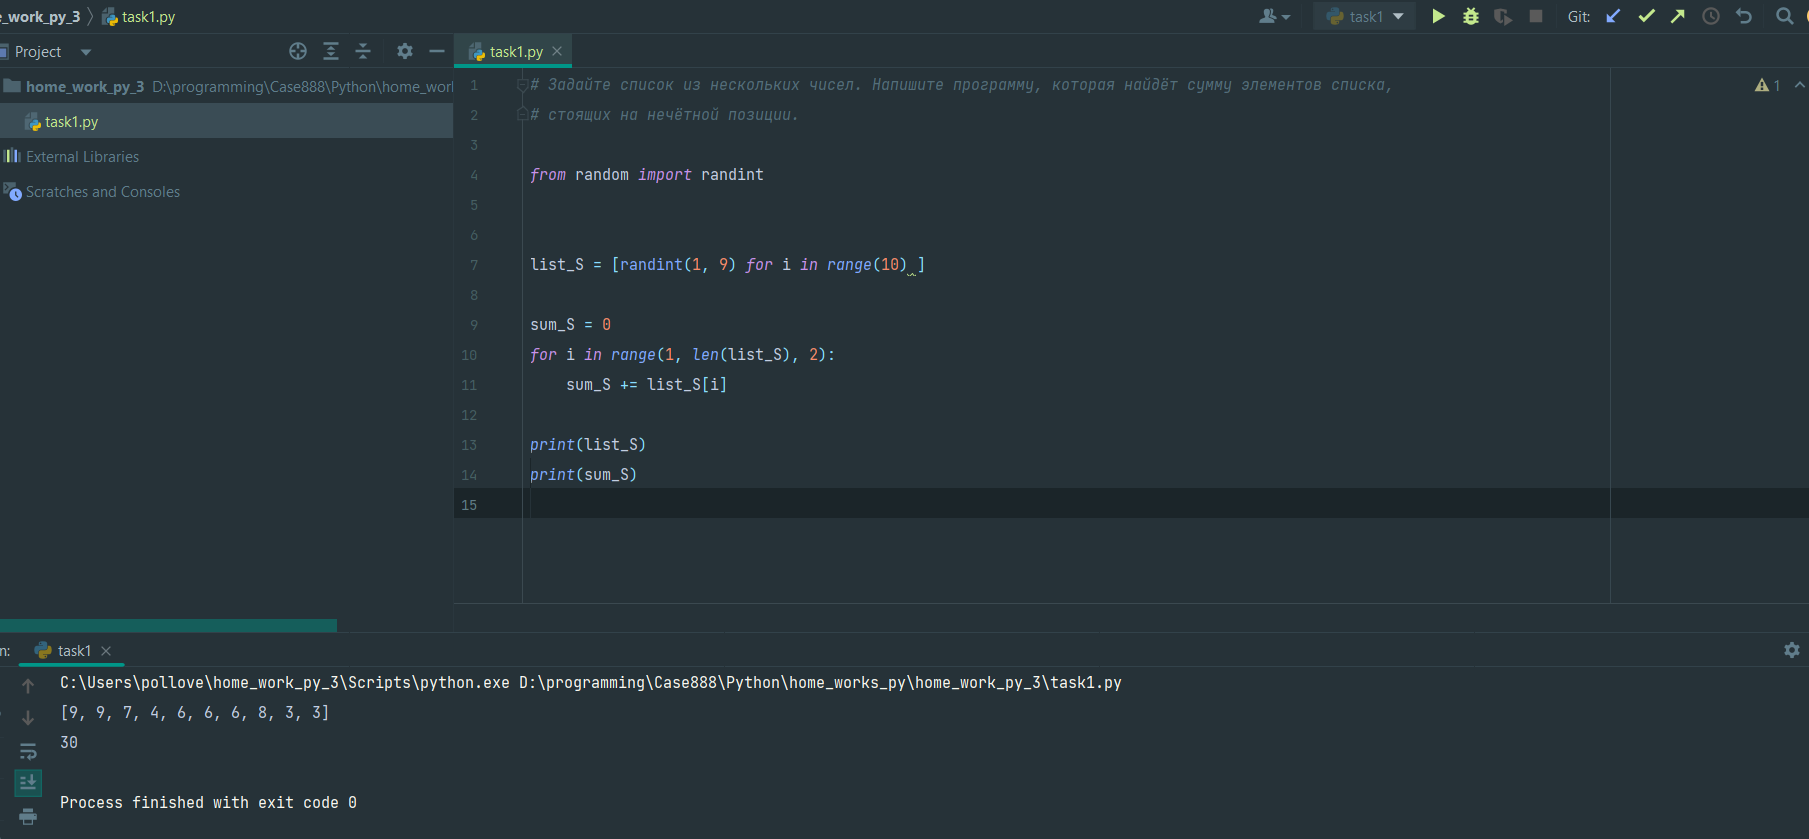 _work_py_3 〉 task1.py
task1
Git:
Project
task1.py
home_work_py_3 D:\programming\Case888\Python\home_wor
task1.py
External Libraries
Scratches and Consoles
1 # Задайте список из нескольких чисел. Напишите программу, которая найдёт сумму элементов списка,
1
2 # стоящих на нечётной позиции.
3
4 from random import randint
5
6
7 list_S = [randint(1, 9) for i in range(10) ]
8
9 sum_S = 0
10 for i in range(1, len(list_S), 2):
11 sum_S += list_S[i]
12
13 print(list_S)
14 print(sum_S)
15
n: task1
C:\Users\pollove\home_work_py_3\Scripts\python.exe D:\programming\Case888\Python\home_works_py\home_work_py_3\task1.py
[9, 9, 7, 4, 6, 6, 6, 8, 3, 3]
30
Process finished with exit code 0